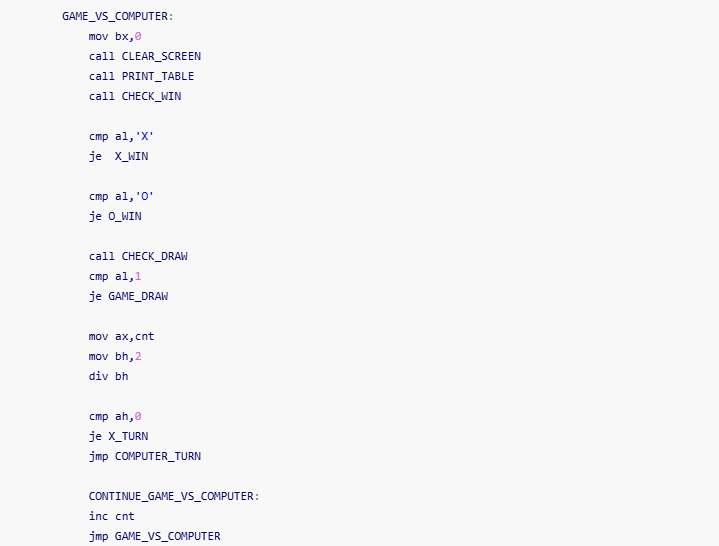 GAME_VS_COMPUTER:
mov bx,0
call CLEAR_SCREEN
call PRINT_TABLE
call CHECK_WIN
cmp al,'X'
je  X_WIN
cmp al,'O'
je O_WIN
call CHECK_DRAW
cmp al,1
je GAME_DRAW
mov ax,cnt
mov bh,2
div bh
cmp ah,0
je X_TURN
jmp COMPUTER_TURN
CONTINUE_GAME_VS_COMPUTER:
inc cnt
jmp GAME_VS_COMPUTER